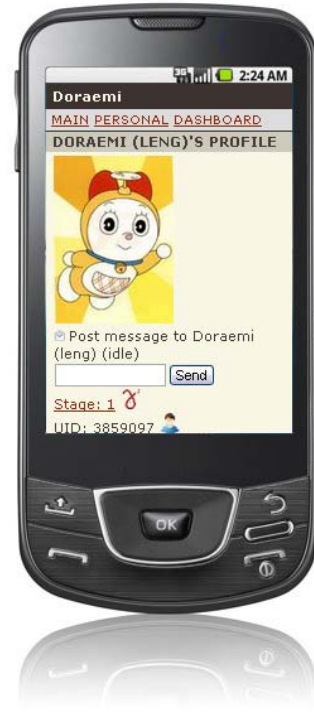 3G 2:24 AM
Doraemi
MAIN PERSONAL DASHBOARD
DORAEMI (LENG)'S PROFILE
Post message to Doraemi
(leng) (idle)
Send
Stage: 1
UID: 3859097
OK